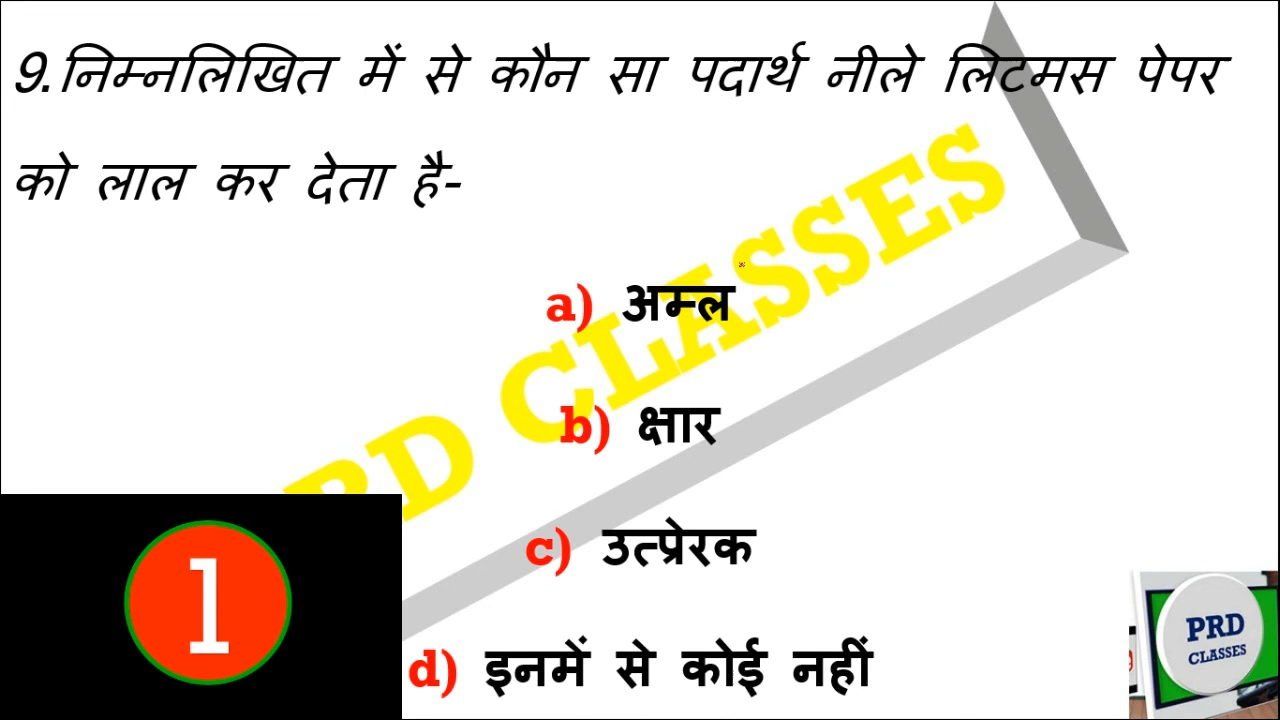 9.निम्नलिखित में से कौन सा पदार्थ नीले लिटमस पेपर
को लाल कर देता है-
a) अम्ल
b) क्षार
c) उत्प्रेरक
d) इनमें से कोई नहीं
PRD CLASSES
1
PRD
CLASSES